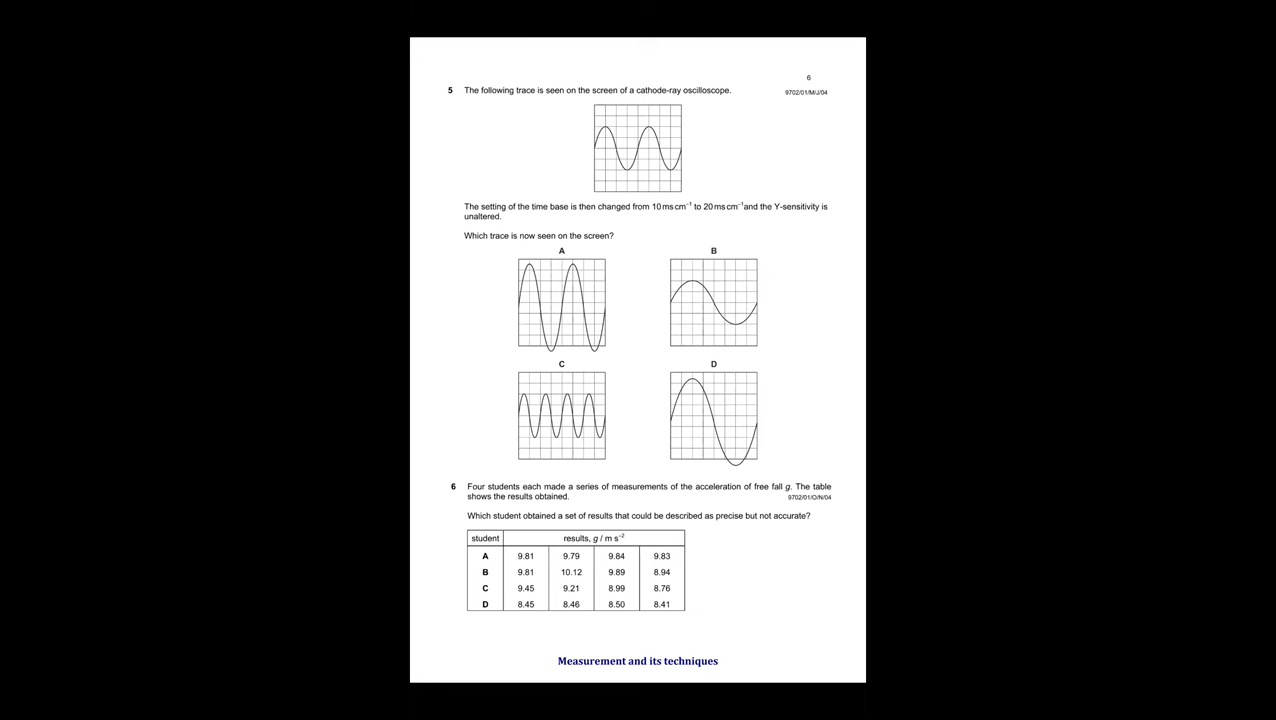 6
5 The following trace is seen on the screen of a cathode-ray oscilloscope.
9702/01/M/J/04
The setting of the time base is then changed from 10 ms cm⁻¹ to 20 ms cm⁻¹ and the Y-sensitivity is
unaltered.
Which trace is now seen on the screen?
A B
C D
6 Four students each made a series of measurements of the acceleration of free fall g. The table
shows the results obtained.
9702/01/O/N/04
Which student obtained a set of results that could be described as precise but not accurate?
student results, g / m s⁻²
A 9.81 9.79 9.84 9.83
B 9.81 10.12 9.89 8.94
C 9.45 9.21 8.99 8.76
D 8.45 8.46 8.50 8.41
Measurement and its techniques